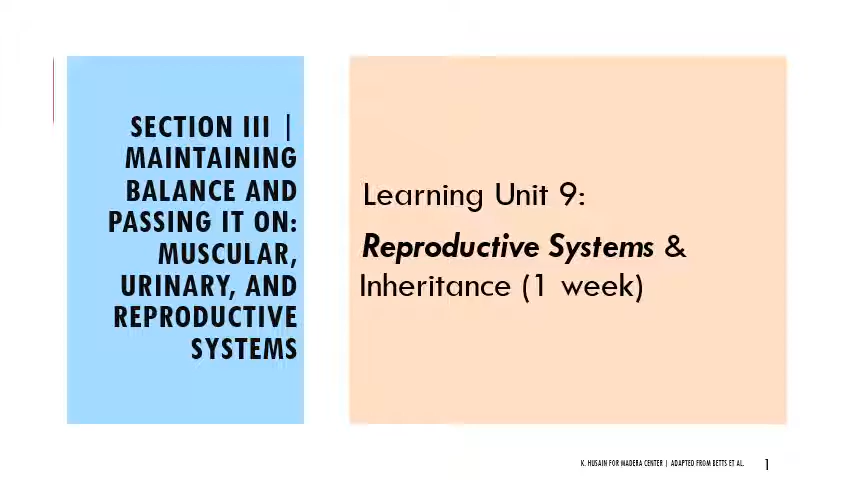 SECTION III |
MAINTAINING
BALANCE AND
PASSING IT ON:
MUSCULAR,
URINARY, AND
REPRODUCTIVE
SYSTEMS
Learning Unit 9:
Reproductive Systems &
Inheritance (1 week)
K. HUSAIN FOR MADERA CENTER | ADAPTED FROM BETTS ET AL.
1